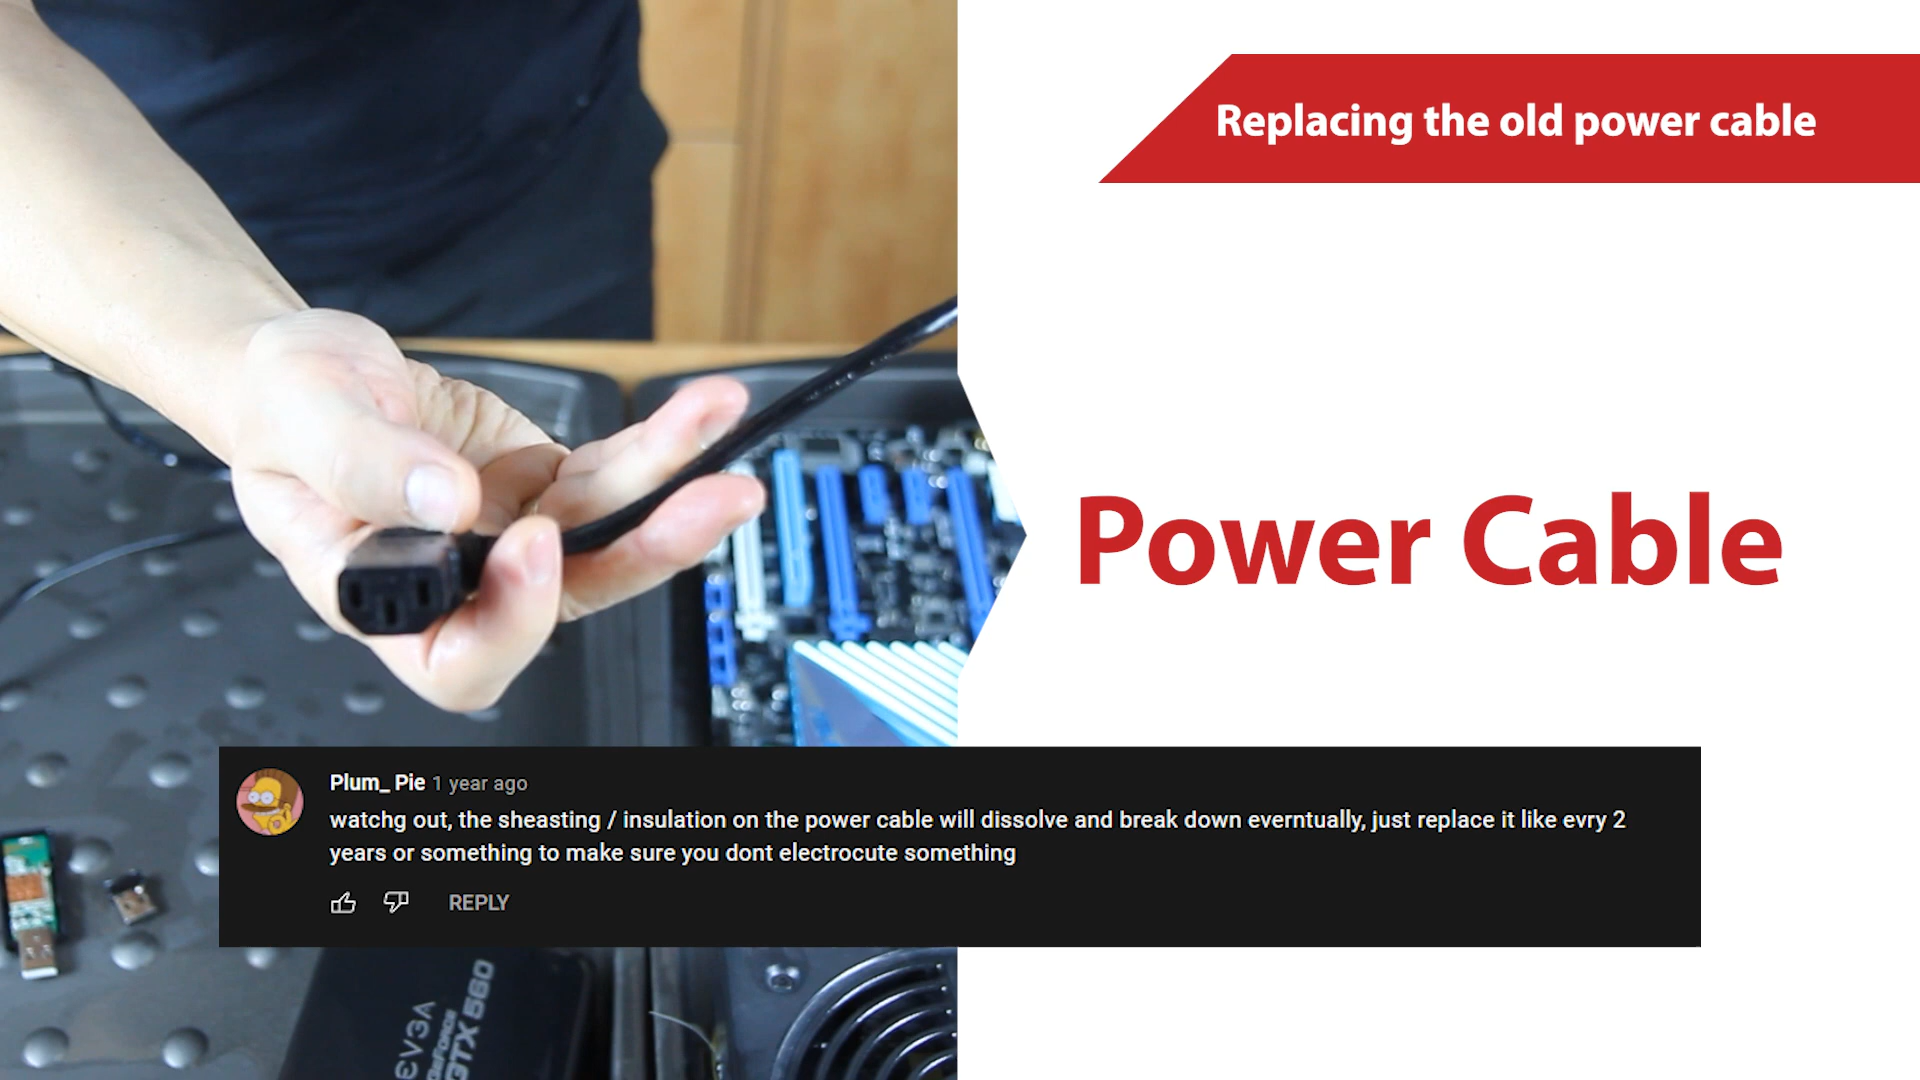 Replacing the old power cable
Power Cable
Plum_ Pie 1 year ago
watchg out, the sheasting / insulation on the power cable will dissolve and break down everntually, just replace it like evry 2
years or something to make sure you dont electrocute something
REPLY
EVGA
GEFORCE
GTX 560